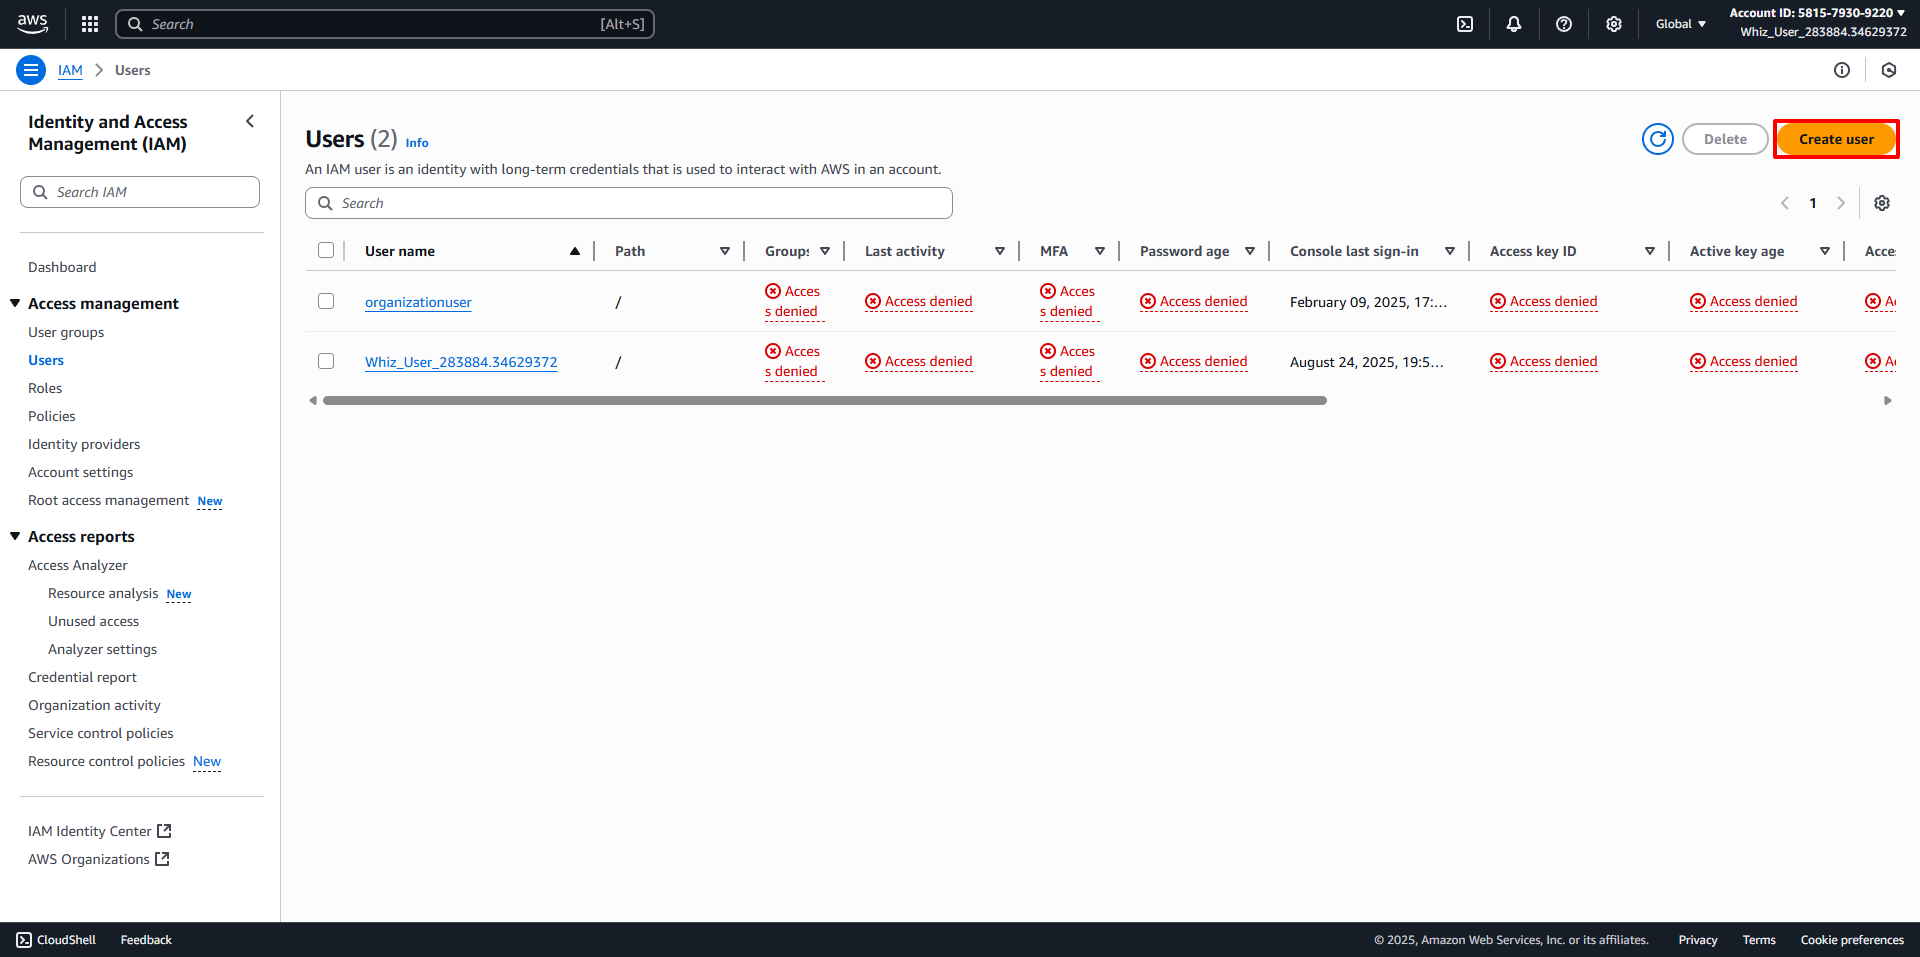 aws
Search [Alt+S]
Global
Account ID: 5815-7930-9220
Whiz_User_283884.34629372
IAM Users
Identity and Access Management (IAM)
Search IAM
Dashboard
Access management
User groups
Users
Roles
Policies
Identity providers
Account settings
Root access management New
Access reports
Access Analyzer
Resource analysis New
Unused access
Analyzer settings
Credential report
Organization activity
Service control policies
Resource control policies New
IAM Identity Center
AWS Organizations
Users (2) Info
Delete
Create user
An IAM user is an identity with long-term credentials that is used to interact with AWS in an account.
Search
1
User name Path Groups Last activity MFA Password age Console last sign-in Access key ID Active key age Acce
organizationuser / Access denied Access denied Access denied Access denied February 09, 2025, 17:... Access denied Access denied A
Whiz_User_283884.34629372 / Access denied Access denied Access denied Access denied August 24, 2025, 19:5... Access denied Access denied A
CloudShell Feedback © 2025, Amazon Web Services, Inc. or its affiliates. Privacy Terms Cookie preferences